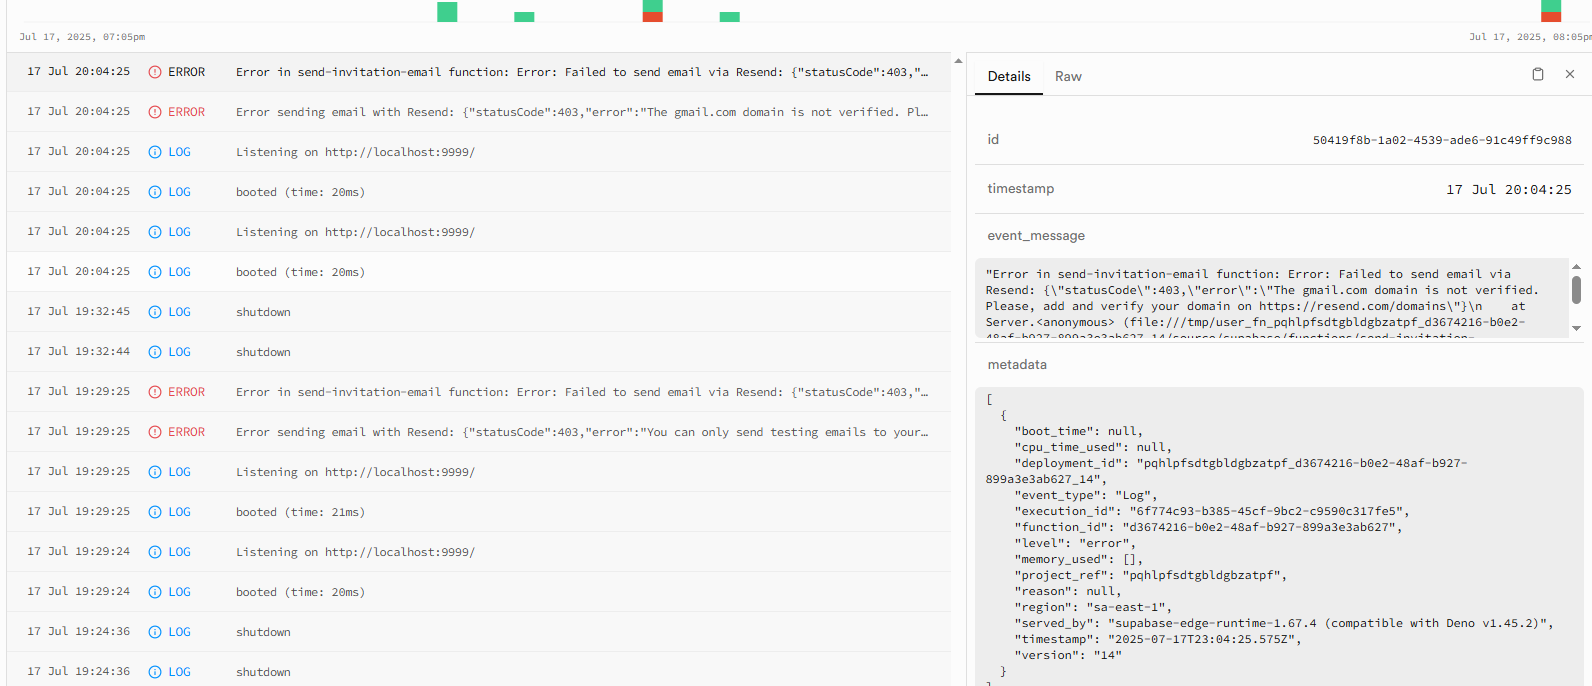 Jul 17, 2025, 07:05pm
Jul 17, 2025, 08:05pm
17 Jul 20:04:25 ERROR Error in send-invitation-email function: Error: Failed to send email via Resend: {"statusCode":403,"…
17 Jul 20:04:25 ERROR Error sending email with Resend: {"statusCode":403,"error":"The gmail.com domain is not verified. Pl…
17 Jul 20:04:25 LOG Listening on http://localhost:9999/
17 Jul 20:04:25 LOG booted (time: 20ms)
17 Jul 20:04:25 LOG Listening on http://localhost:9999/
17 Jul 20:04:25 LOG booted (time: 20ms)
17 Jul 19:32:45 LOG shutdown
17 Jul 19:32:44 LOG shutdown
17 Jul 19:29:25 ERROR Error in send-invitation-email function: Error: Failed to send email via Resend: {"statusCode":403,"…
17 Jul 19:29:25 ERROR Error sending email with Resend: {"statusCode":403,"error":"You can only send testing emails to your…
17 Jul 19:29:25 LOG Listening on http://localhost:9999/
17 Jul 19:29:25 LOG booted (time: 21ms)
17 Jul 19:29:24 LOG Listening on http://localhost:9999/
17 Jul 19:29:24 LOG booted (time: 20ms)
17 Jul 19:24:36 LOG shutdown
17 Jul 19:24:36 LOG shutdown
Details Raw
id 50419f8b-1a02-4539-ade6-91c49ff9c988
timestamp 17 Jul 20:04:25
event_message
"Error in send-invitation-email function: Error: Failed to send email via
Resend: {\"statusCode\":403,\"error\":\"The gmail.com domain is not verified.
Please, add and verify your domain on https://resend.com/domains\"}\n    at
Server.<anonymous> (file:///tmp/user_fn_pqhlpfsdtgbldgbzatpf_d3674216-b0e2-
48af-b927-899a3e3ab627_14/source/supabase/functions/send-invitation-
metadata
[
{
"boot_time": null,
"cpu_time_used": null,
"deployment_id": "pqhlpfsdtgbldgbzatpf_d3674216-b0e2-48af-b927-
899a3e3ab627_14",
"event_type": "Log",
"execution_id": "6f774c93-b385-45cf-9bc2-c9590c317fe5",
"function_id": "d3674216-b0e2-48af-b927-899a3e3ab627",
"level": "error",
"memory_used": [],
"project_ref": "pqhlpfsdtgbldgbzatpf",
"reason": null,
"region": "sa-east-1",
"served_by": "supabase-edge-runtime-1.67.4 (compatible with Deno v1.45.2)",
"timestamp": "2025-07-17T23:04:25.575Z",
"version": "14"
}
]